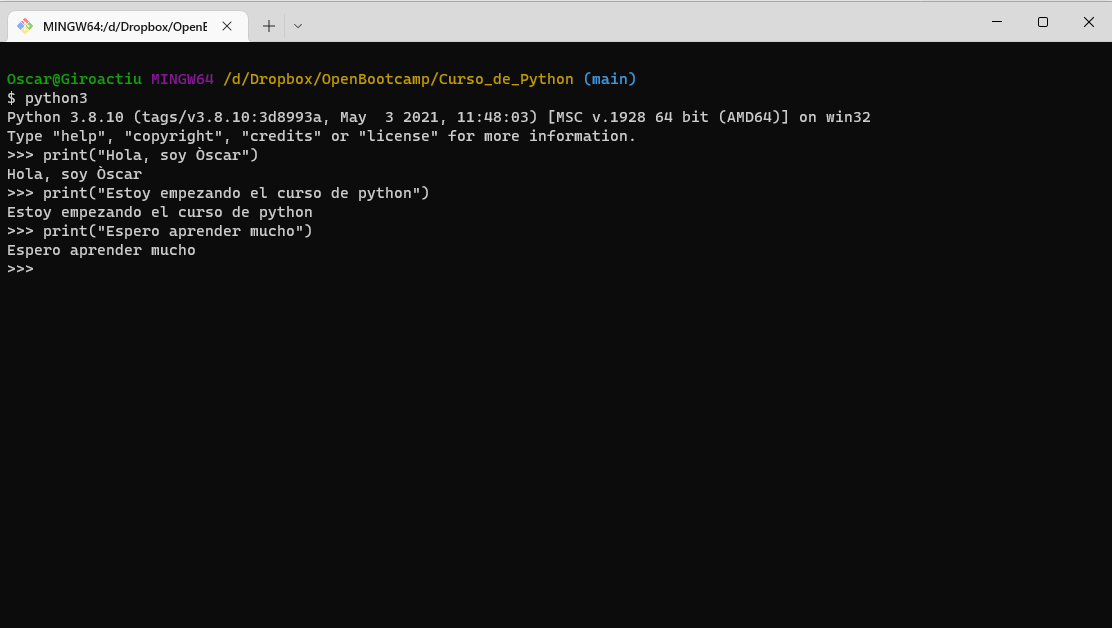 MINGW64:/d/Dropbox/OpenB
Oscar@Giroactiu MINGW64 /d/Dropbox/OpenBootcamp/Curso_de_Python (main)
$ python3
Python 3.8.10 (tags/v3.8.10:3d8993a, May  3 2021, 11:48:03) [MSC v.1928 64 bit (AMD64)] on win32
Type "help", "copyright", "credits" or "license" for more information.
>>> print("Hola, soy Òscar")
Hola, soy Òscar
>>> print("Estoy empezando el curso de python")
Estoy empezando el curso de python
>>> print("Espero aprender mucho")
Espero aprender mucho
>>>